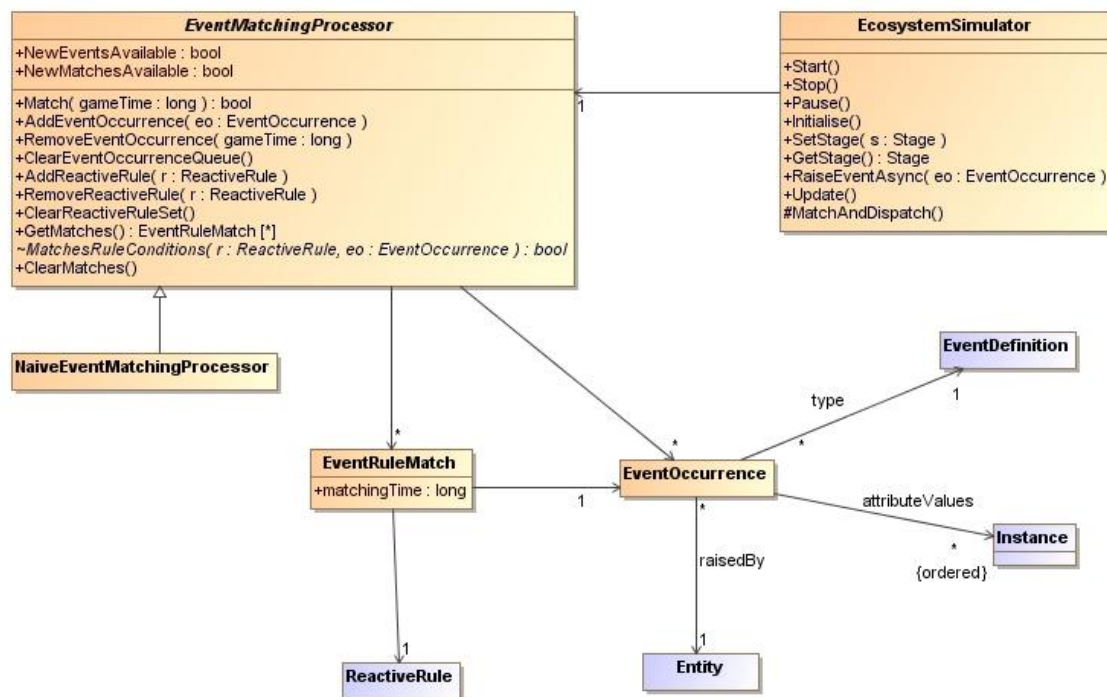 EventMatchingProcessor
+NewEventsAvailable : bool
+NewMatchesAvailable : bool
+Match( gameTime : long ) : bool
+AddEventOccurrence( eo : EventOccurrence )
+RemoveEventOccurrence( gameTime : long )
+ClearEventOccurrenceQueue()
+AddReactiveRule( r : ReactiveRule )
+RemoveReactiveRule( r : ReactiveRule )
+ClearReactiveRuleSet()
+GetMatches() : EventRuleMatch [*]
~MatchesRuleConditions( r : ReactiveRule, eo : EventOccurrence ) : bool
+ClearMatches()
EcosystemSimulator
+Start()
+Stop()
+Pause()
+Initialise()
+SetStage( s : Stage )
+GetStage() : Stage
+RaiseEventAsync( eo : EventOccurrence )
+Update()
#MatchAndDispatch()
1
NaiveEventMatchingProcessor
EventDefinition
type
1
*
*
*
EventRuleMatch
+matchingTime : long
1
EventOccurrence
*
attributeValues
*
{ordered}
Instance
raisedBy
1
1
ReactiveRule
Entity